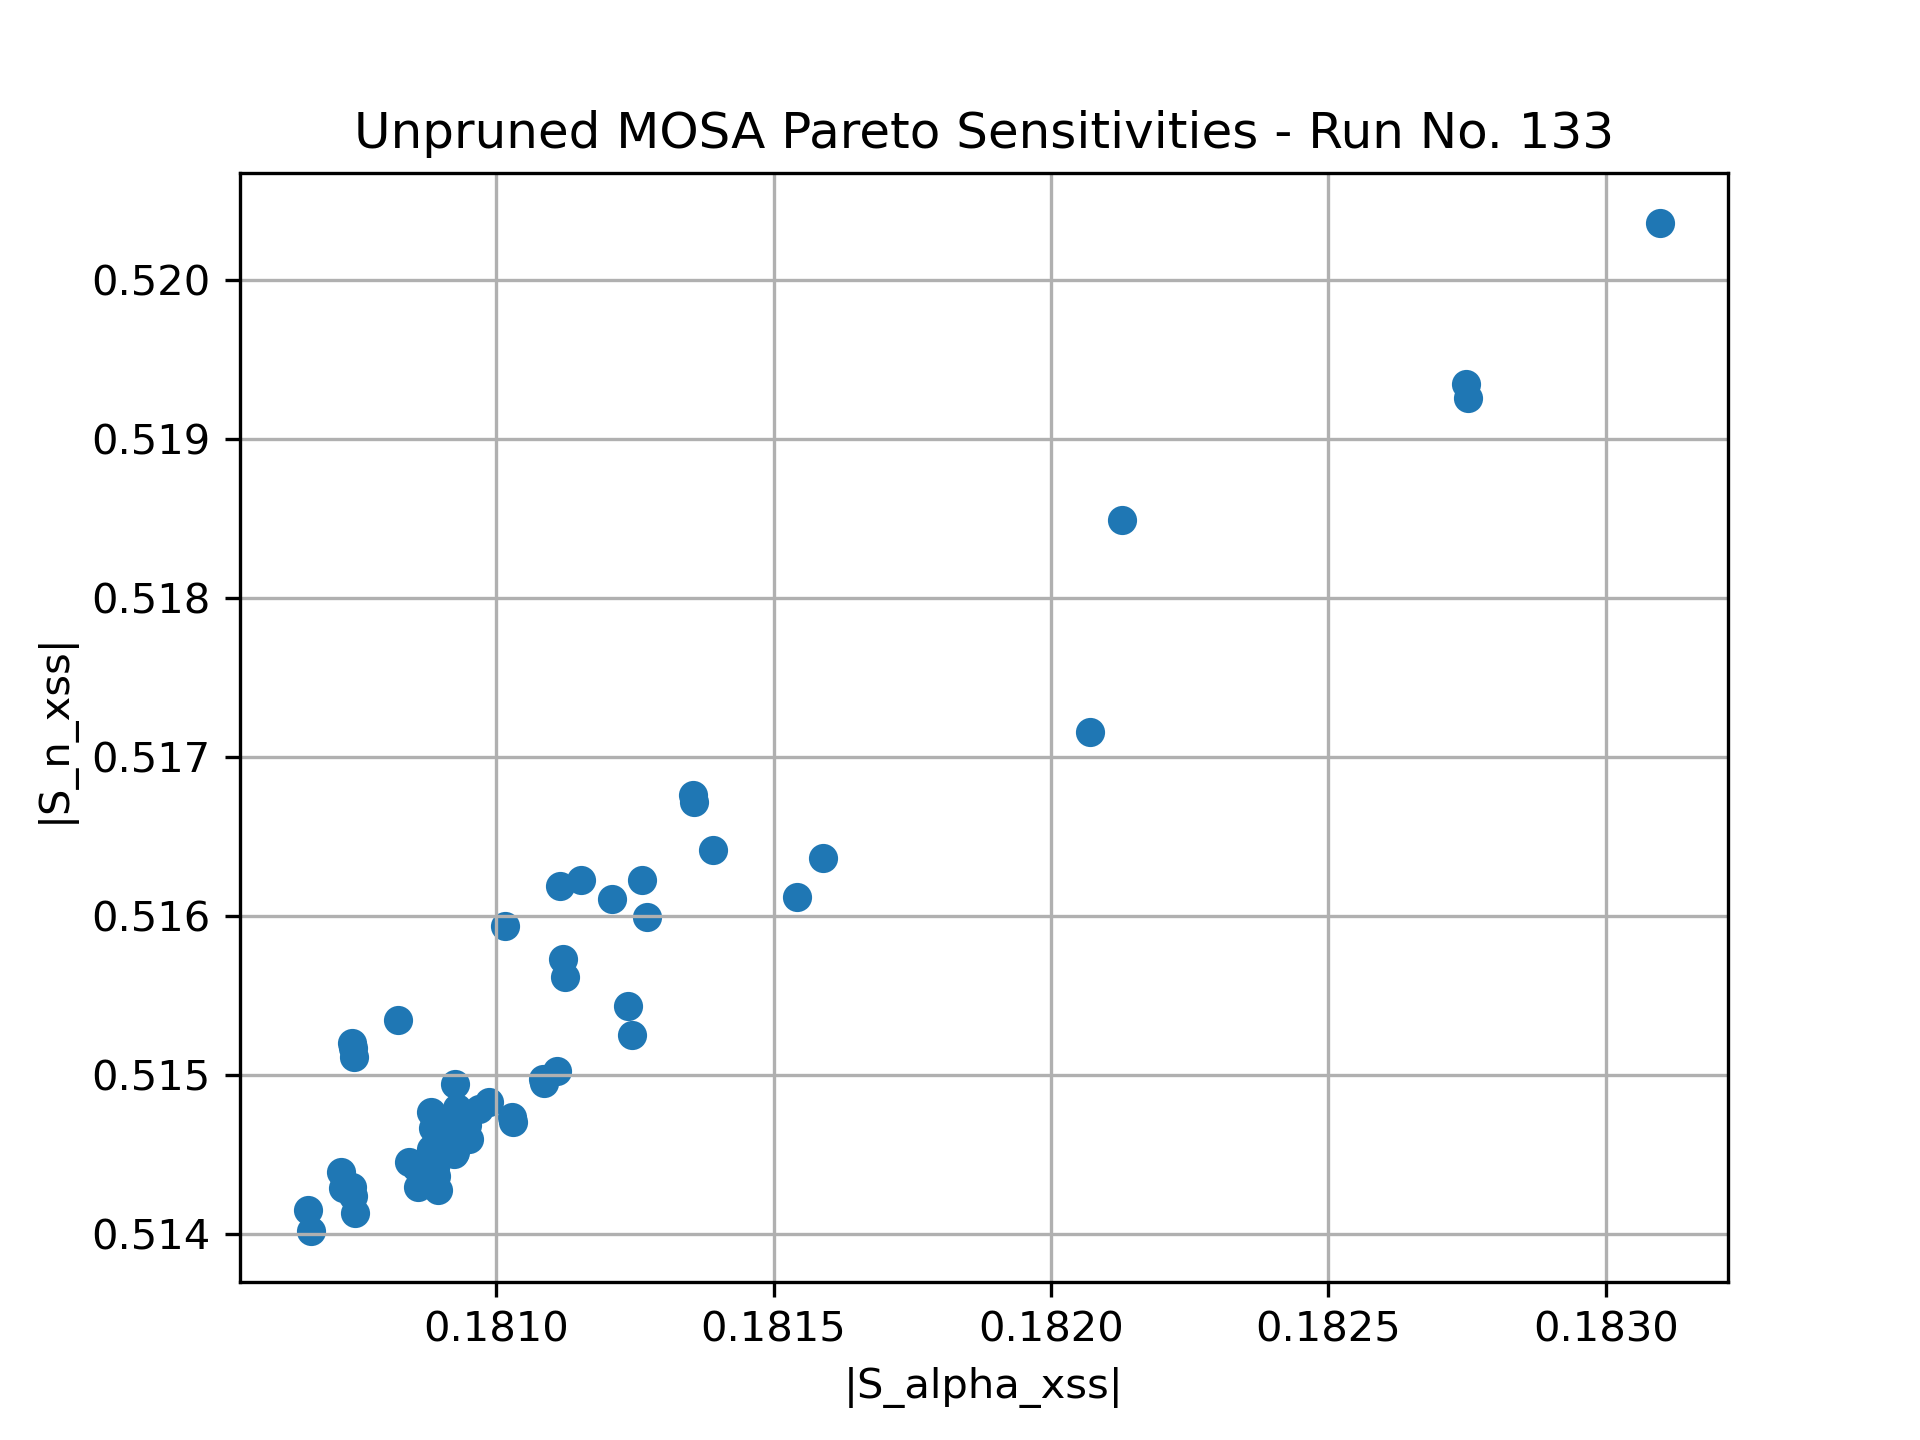 Unpruned MOSA Pareto Sensitivities - Run No. 133
0.520
0.519
0.518
0.517
0.516
0.515
0.514
|S_n_xss|
0.1810 0.1815 0.1820 0.1825 0.1830
|S_alpha_xss|